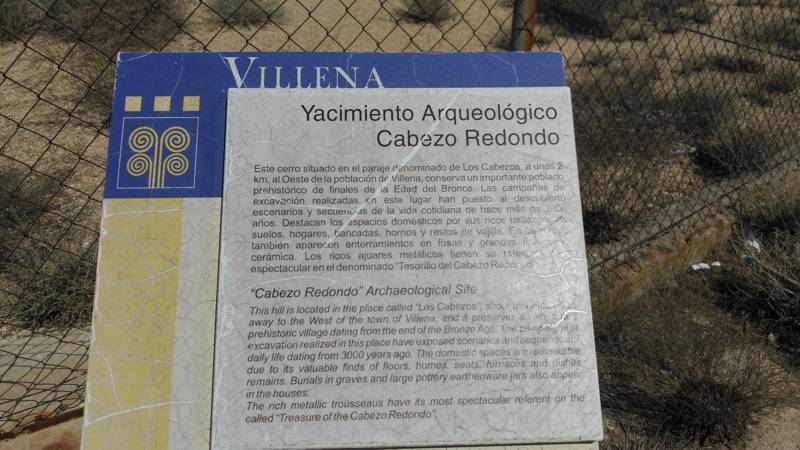 VILLENA
Yacimiento Arqueológico
Cabezo Redondo
Este cerro situado en el paraje denominado de Los Cabezos, a unos 2
km, al Oeste de la población de Villena, conserva un importante poblado
prehistórico de finales de la Edad del Bronce. Las campañas de
excavación realizadas en este lugar han puesto al descubierto
escenarios y secuencias de la vida cotidiana de hace más de
años. Destacan los espacios domésticos por sus ricos
suelos, hogares, bancadas, hornos y restos de vajilla. En
también aparecen enterramientos en fosas y grandes
cerámica. Los ricos ajuares metálicos tienen su
espectacular en el denominado "Tesorillo del Cabezo Redondo
"Cabezo Redondo" Archaeological Site
This hill is located in the place called "Los Cabezos", about
away to the West of the town of Villena, and it preserves an
prehistoric village dating from the end of the Bronze Age. The campaigns of
excavation realized in this place have exposed scenarios and sequences of
daily life dating from 3000 years ago. The domestic spaces are remarkable
due to its valuable finds of floors, homes, seats, furnaces and dishes
remains. Burials in graves and large pottery earthenware jars also appear
in the houses.
The rich metallic trousseaus have its most spectacular referent on the
called "Treasure of the Cabezo Redondo".